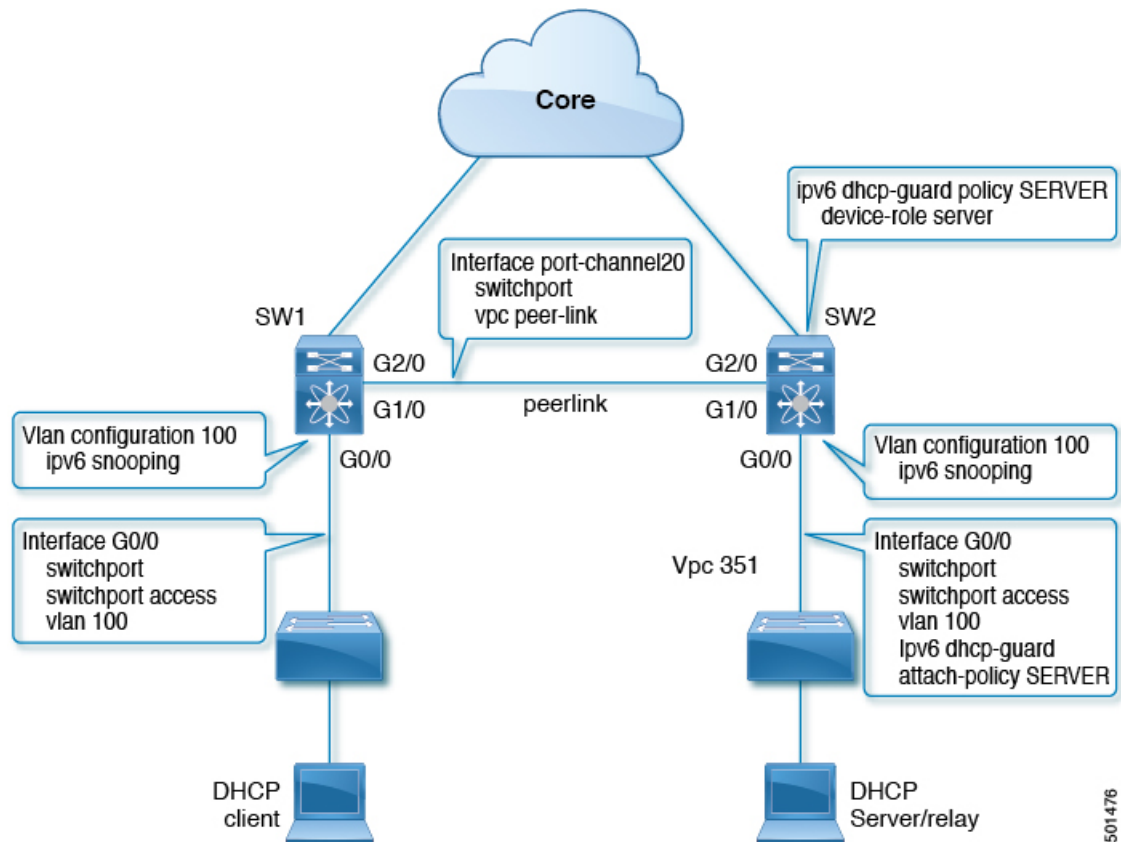 Core
ipv6 dhcp-guard policy SERVER
device-role server
Interface port-channel20
switchport
vpc peer-link
SW1
SW2
G2/0
G2/0
peerlink
G1/0
G1/0
Vlan configuration 100
ipv6 snooping
G0/0
G0/0
Vlan configuration 100
ipv6 snooping
Interface G0/0
switchport
switchport access
vlan 100
Vpc 351
Interface G0/0
switchport
switchport access
vlan 100
Ipv6 dhcp-guard
attach-policy SERVER
DHCP
client
DHCP
Server/relay
501476